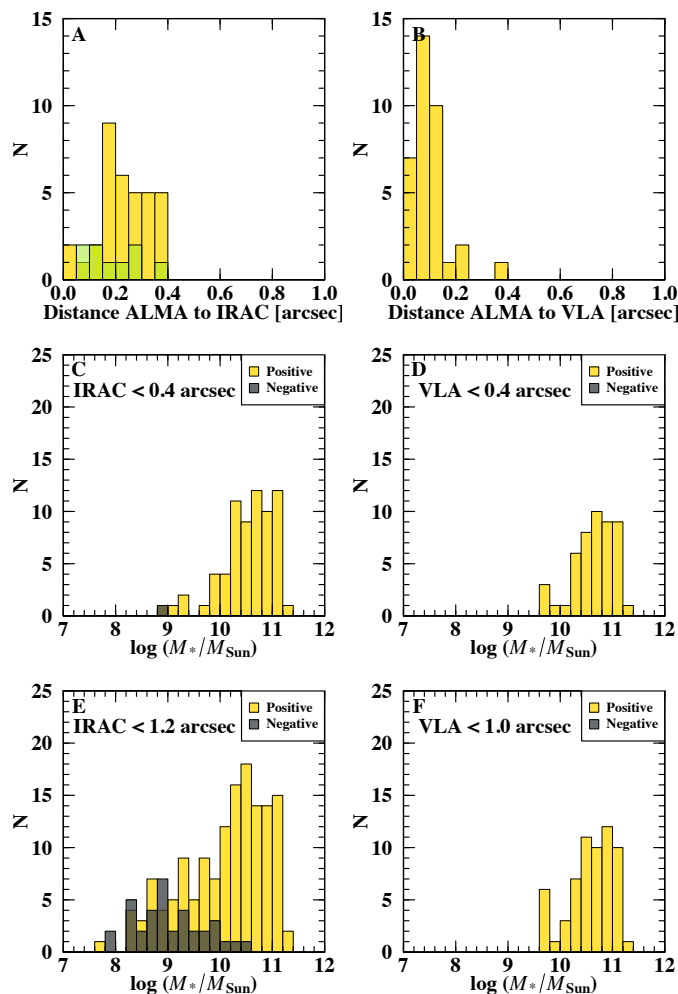 A
B
15
10
5
0
N
0.0 0.2 0.4 0.6 0.8 1.0
Distance ALMA to IRAC [arcsec]
15
10
5
0
N
0.0 0.2 0.4 0.6 0.8 1.0
Distance ALMA to VLA [arcsec]
C
IRAC < 0.4 arcsec
Positive
Negative
25
20
15
10
5
0
N
7 8 9 10 11 12
log (M*/MSun)
D
VLA < 0.4 arcsec
Positive
Negative
25
20
15
10
5
0
N
7 8 9 10 11 12
log (M*/MSun)
E
IRAC < 1.2 arcsec
Positive
Negative
25
20
15
10
5
0
N
7 8 9 10 11 12
log (M*/MSun)
F
VLA < 1.0 arcsec
Positive
Negative
25
20
15
10
5
0
N
7 8 9 10 11 12
log (M*/MSun)